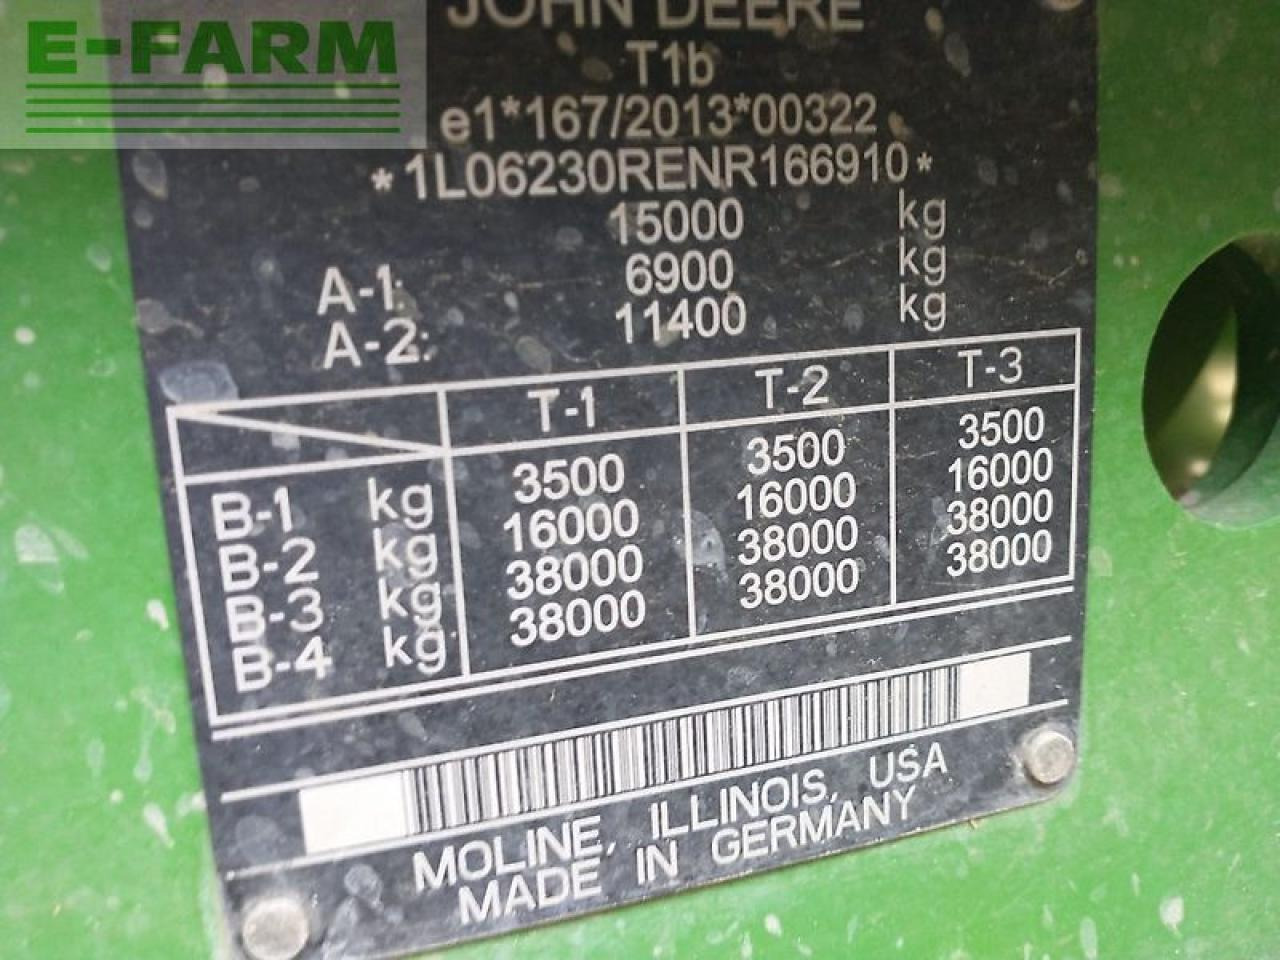 E-FARM
JOHN DEERE
T1b
e1*167/2013*00322
*1L06230RENR166910*
15000 kg
A-1: 6900 kg
A-2: 11400 kg
T-1 T-2 T-3
B-1 kg 3500 3500 3500
B-2 kg 16000 16000 16000
B-3 kg 38000 38000 38000
B-4 kg 38000 38000 38000
MOLINE, ILLINOIS, USA
MADE IN GERMANY